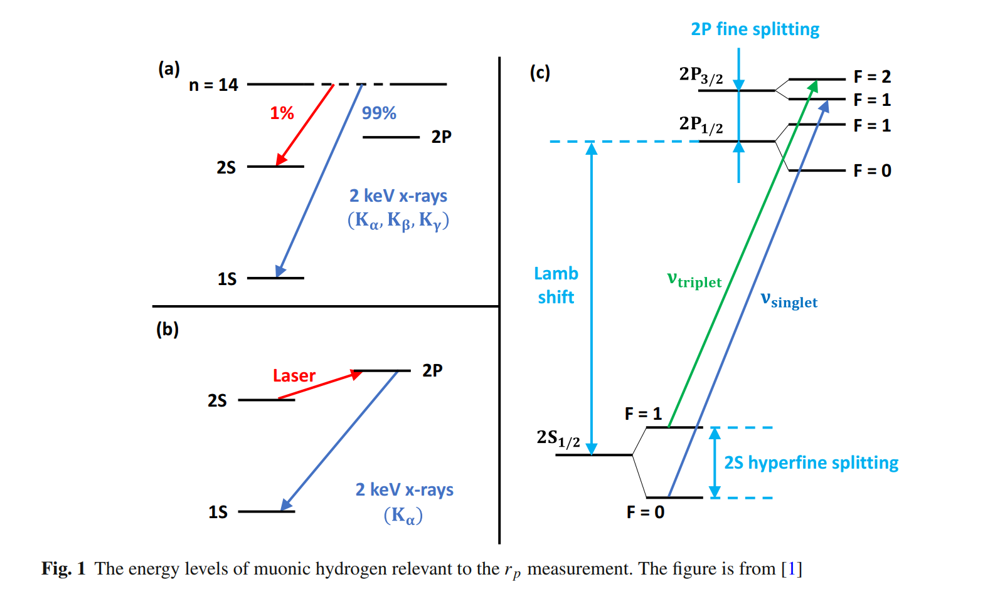 (a)
n = 14
1%
99%
2P
2S
2 keV x-rays
(Kα, Kβ, Kγ)
1S
(b)
Laser
2P
2S
2 keV x-rays
(Kα)
1S
(c)
2P fine splitting
2P3/2
F = 2
F = 1
2P1/2
F = 1
F = 0
Lamb
shift
νtriplet
νsinglet
F = 1
2S1/2
2S hyperfine splitting
F = 0
Fig. 1 The energy levels of muonic hydrogen relevant to the rp measurement. The figure is from [1]